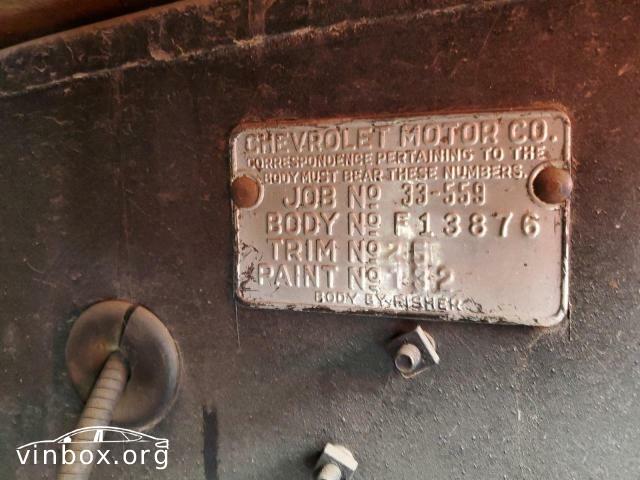 CHEVROLET MOTOR CO.
CORRESPONDENCE PERTAINING TO THE
BODY MUST BEAR THESE NUMBERS.
JOB Nº 33-559
BODY Nº F13876
TRIM Nº
PAINT Nº
BODY BY FISHER
vinbox.org